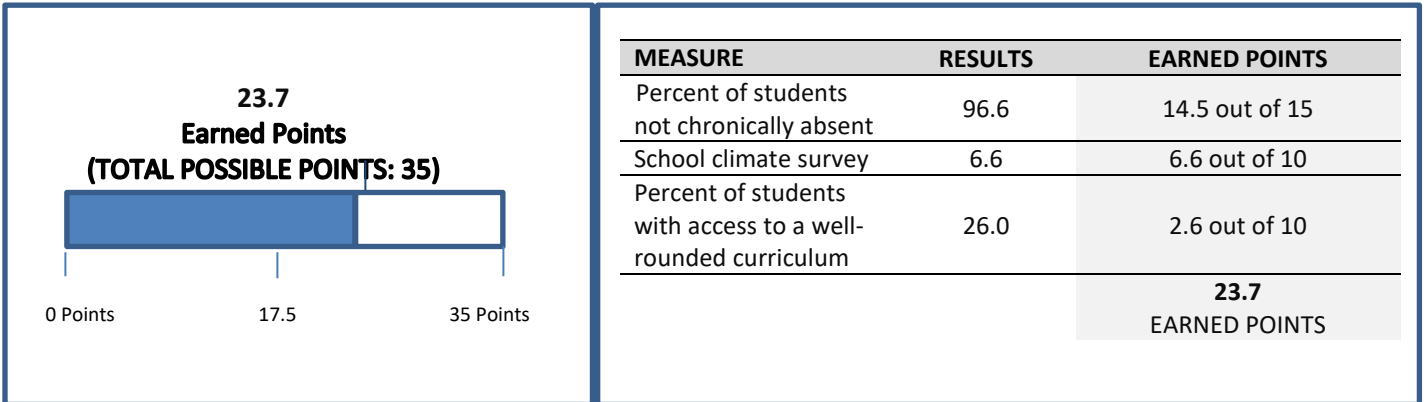 23.7
Earned Points
(TOTAL POSSIBLE POINTS: 35)
0 Points 17.5 35 Points
MEASURE RESULTS EARNED POINTS
Percent of students
not chronically absent 96.6 14.5 out of 15
School climate survey 6.6 6.6 out of 10
Percent of students
with access to a well- 26.0 2.6 out of 10
rounded curriculum
23.7
EARNED POINTS